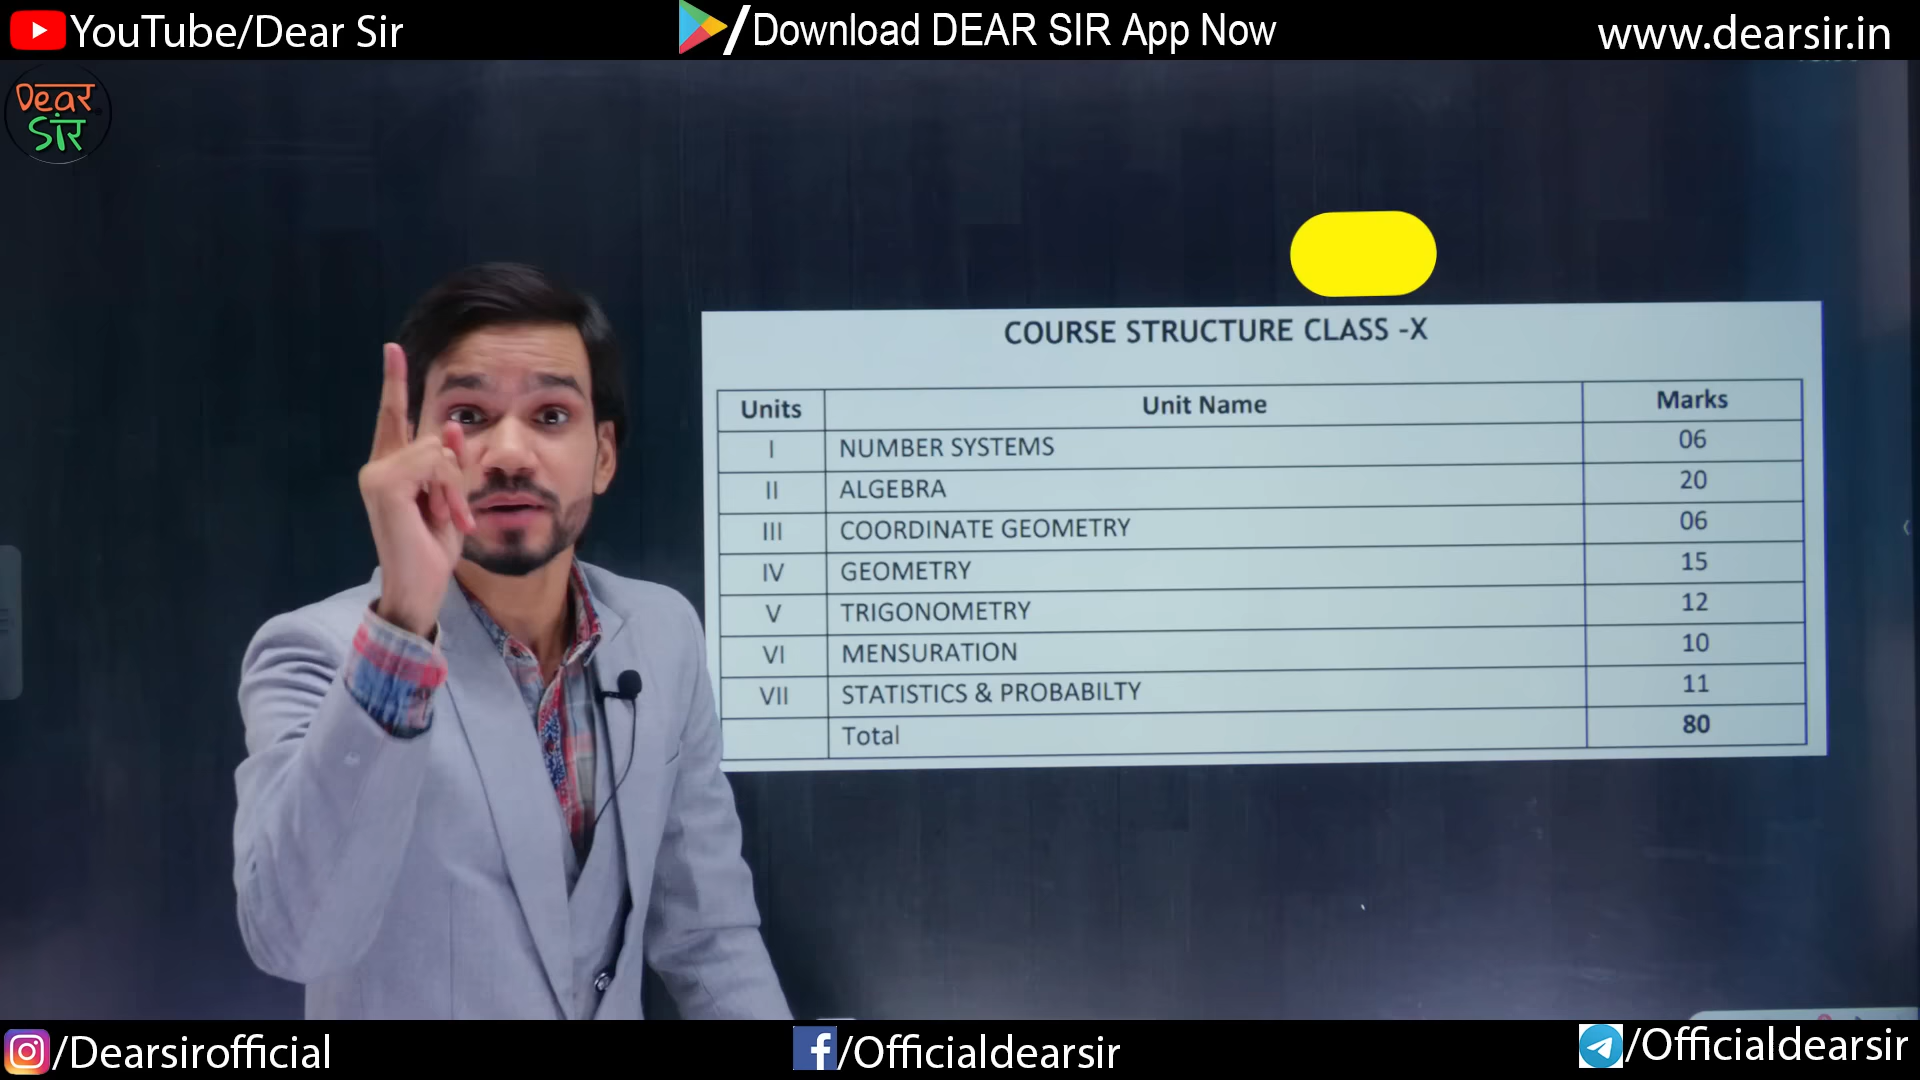 YouTube/Dear Sir
/Download DEAR SIR App Now
www.dearsir.in
Dear
Sir
COURSE STRUCTURE CLASS -X
Units Unit Name Marks
I NUMBER SYSTEMS 06
II ALGEBRA 20
III COORDINATE GEOMETRY 06
IV GEOMETRY 15
V TRIGONOMETRY 12
VI MENSURATION 10
VII STATISTICS & PROBABILTY 11
Total 80
/Dearsirofficial
/Officialdearsir
/Officialdearsir